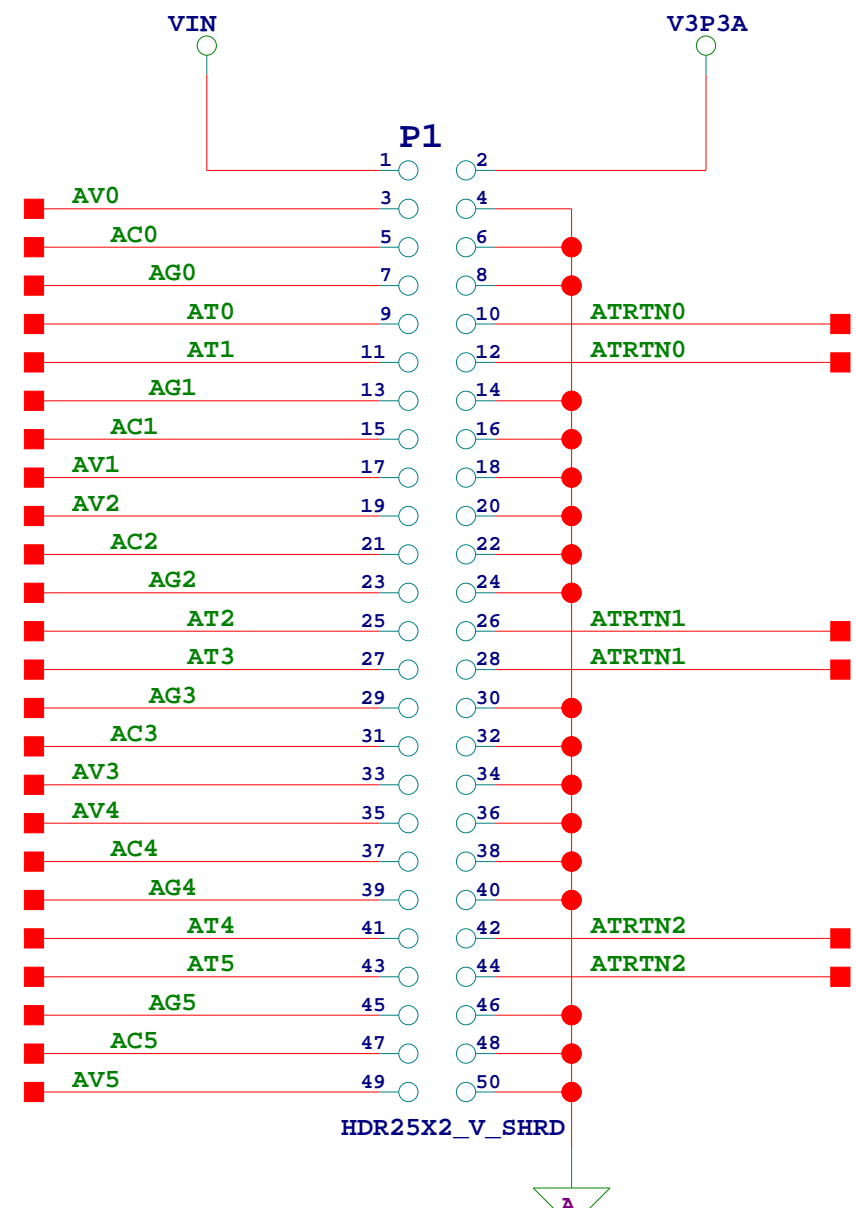 VIN V3P3A
P1
1 2
AV0 3 4
AC0 5 6
AG0 7 8
AT0 9 10 ATRTN0
AT1 11 12 ATRTN0
AG1 13 14
AC1 15 16
AV1 17 18
AV2 19 20
AC2 21 22
AG2 23 24
AT2 25 26 ATRTN1
AT3 27 28 ATRTN1
AG3 29 30
AC3 31 32
AV3 33 34
AV4 35 36
AC4 37 38
AG4 39 40
AT4 41 42 ATRTN2
AT5 43 44 ATRTN2
AG5 45 46
AC5 47 48
AV5 49 50
HDR25X2_V_SHRD
A